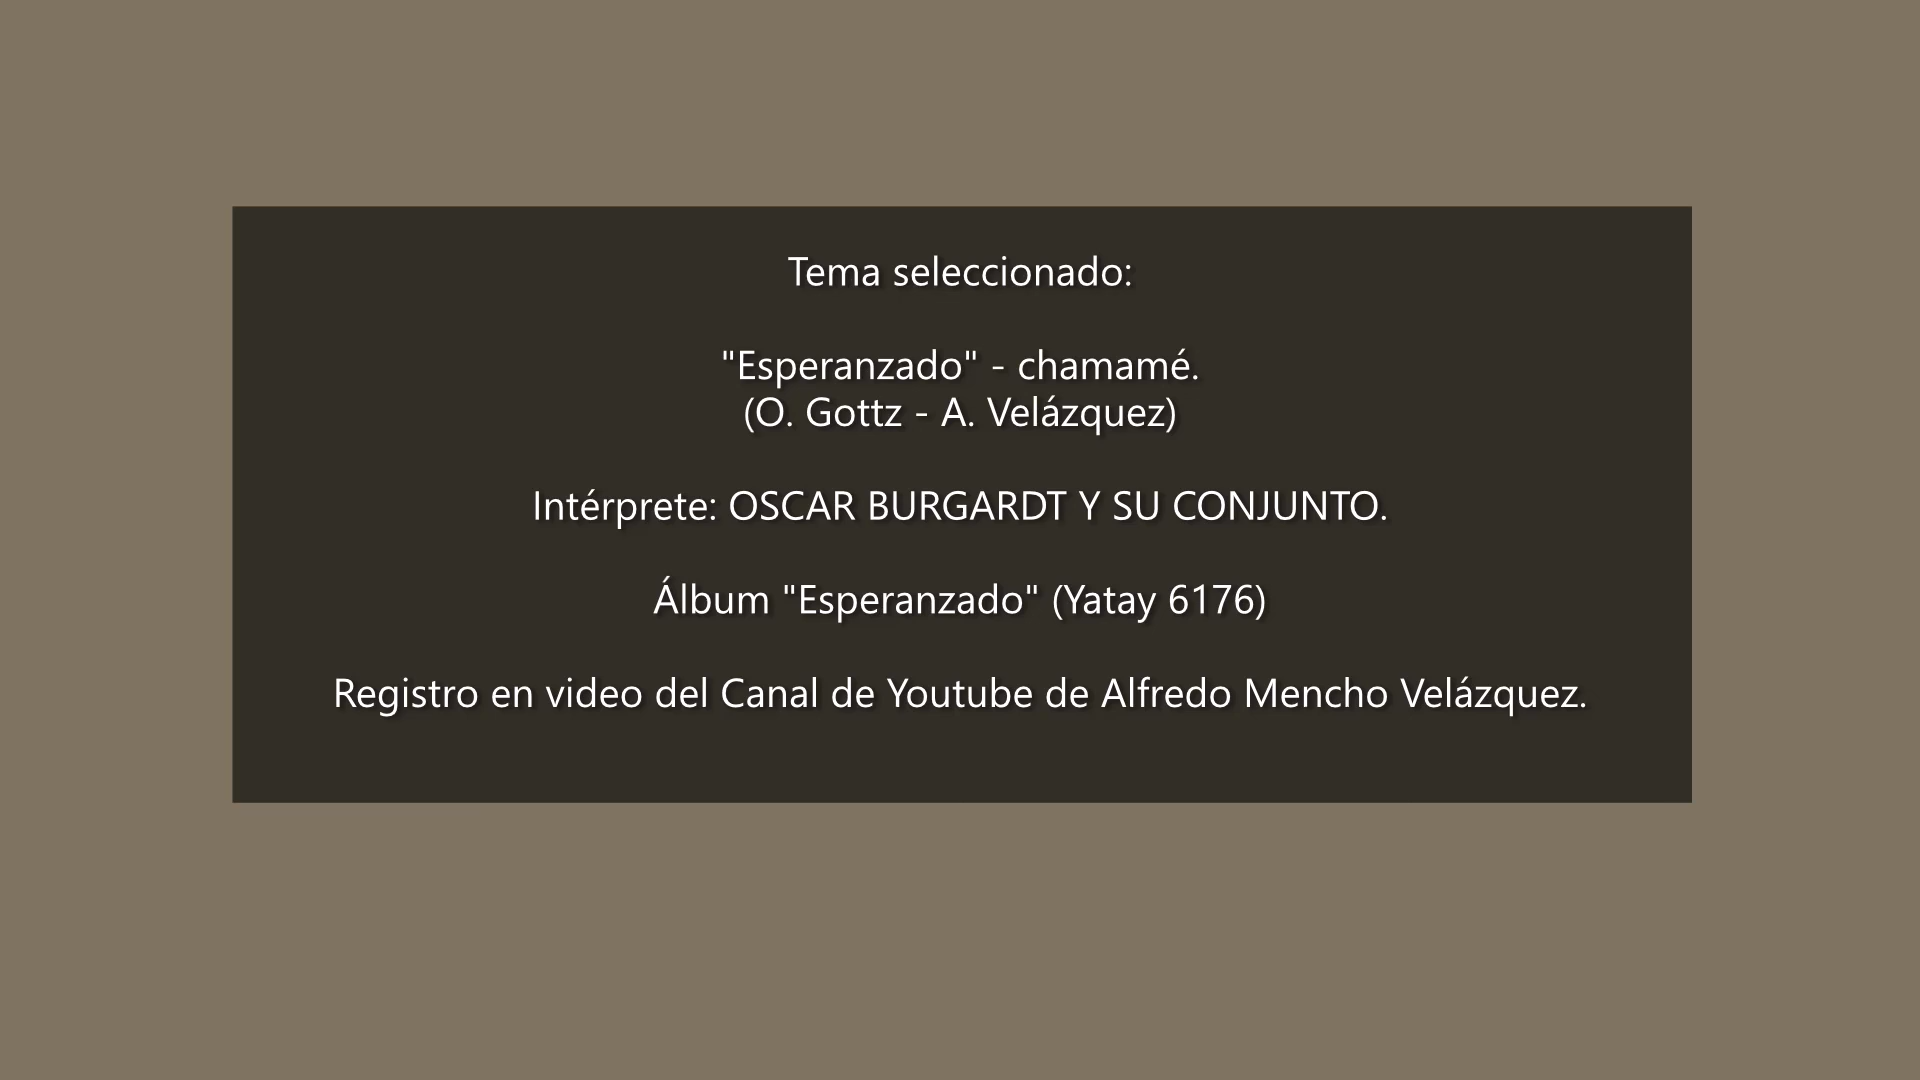 Tema seleccionado:
"Esperanzado" - chamamé.
(O. Gottz - A. Velázquez)
Intérprete: OSCAR BURGARDT Y SU CONJUNTO.
Álbum "Esperanzado" (Yatay 6176)
Registro en video del Canal de Youtube de Alfredo Mencho Velázquez.